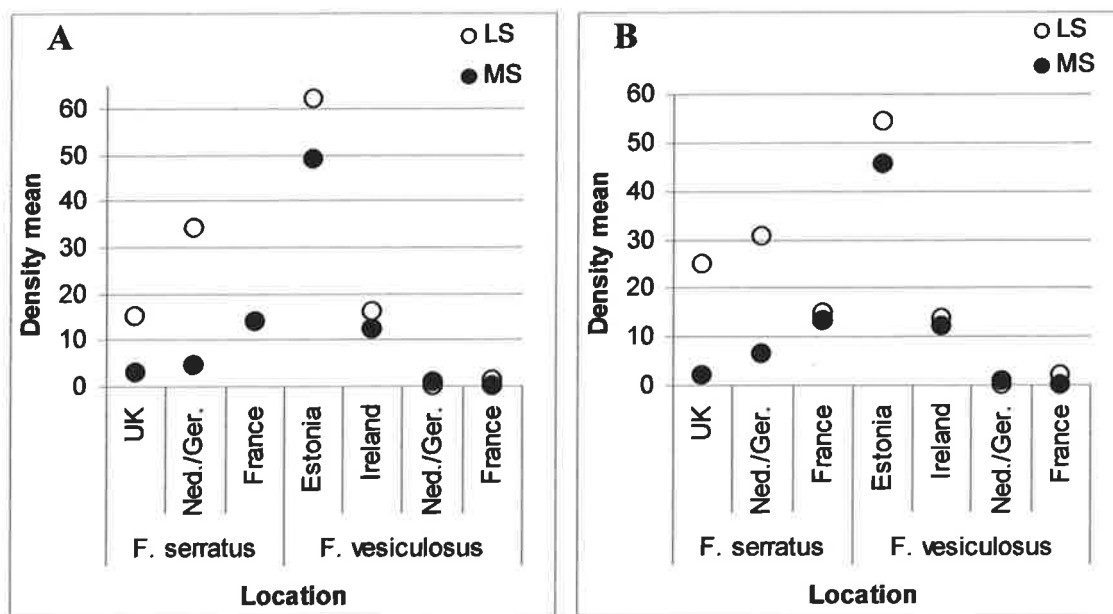 A
LS
MS
60
50
40
30
20
10
0
Density mean
UK
Ned./Ger.
France
Estonia
Ireland
Ned./Ger.
France
F. serratus
F. vesiculosus
Location
B
LS
MS
60
50
40
30
20
10
0
Density mean
UK
Ned./Ger.
France
Estonia
Ireland
Ned./Ger.
France
F. serratus
F. vesiculosus
Location